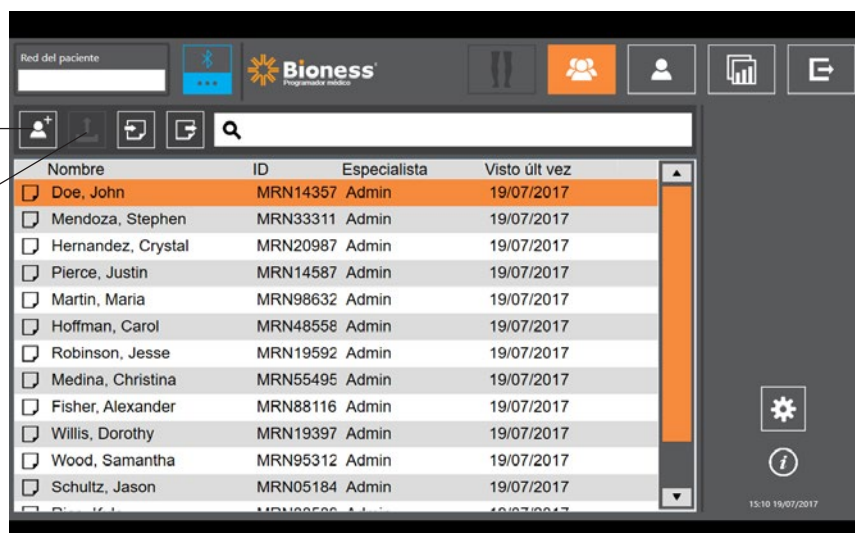 Red del paciente
Bioness
Programador médico
Nombre ID Especialista Visto últ vez
Doe, John MRN14357 Admin 19/07/2017
Mendoza, Stephen MRN33311 Admin 19/07/2017
Hernandez, Crystal MRN20987 Admin 19/07/2017
Pierce, Justin MRN14587 Admin 19/07/2017
Martin, Maria MRN98632 Admin 19/07/2017
Hoffman, Carol MRN48558 Admin 19/07/2017
Robinson, Jesse MRN19592 Admin 19/07/2017
Medina, Christina MRN55495 Admin 19/07/2017
Fisher, Alexander MRN88116 Admin 19/07/2017
Willis, Dorothy MRN19397 Admin 19/07/2017
Wood, Samantha MRN95312 Admin 19/07/2017
Schultz, Jason MRN05184 Admin 19/07/2017
15:10 19/07/2017